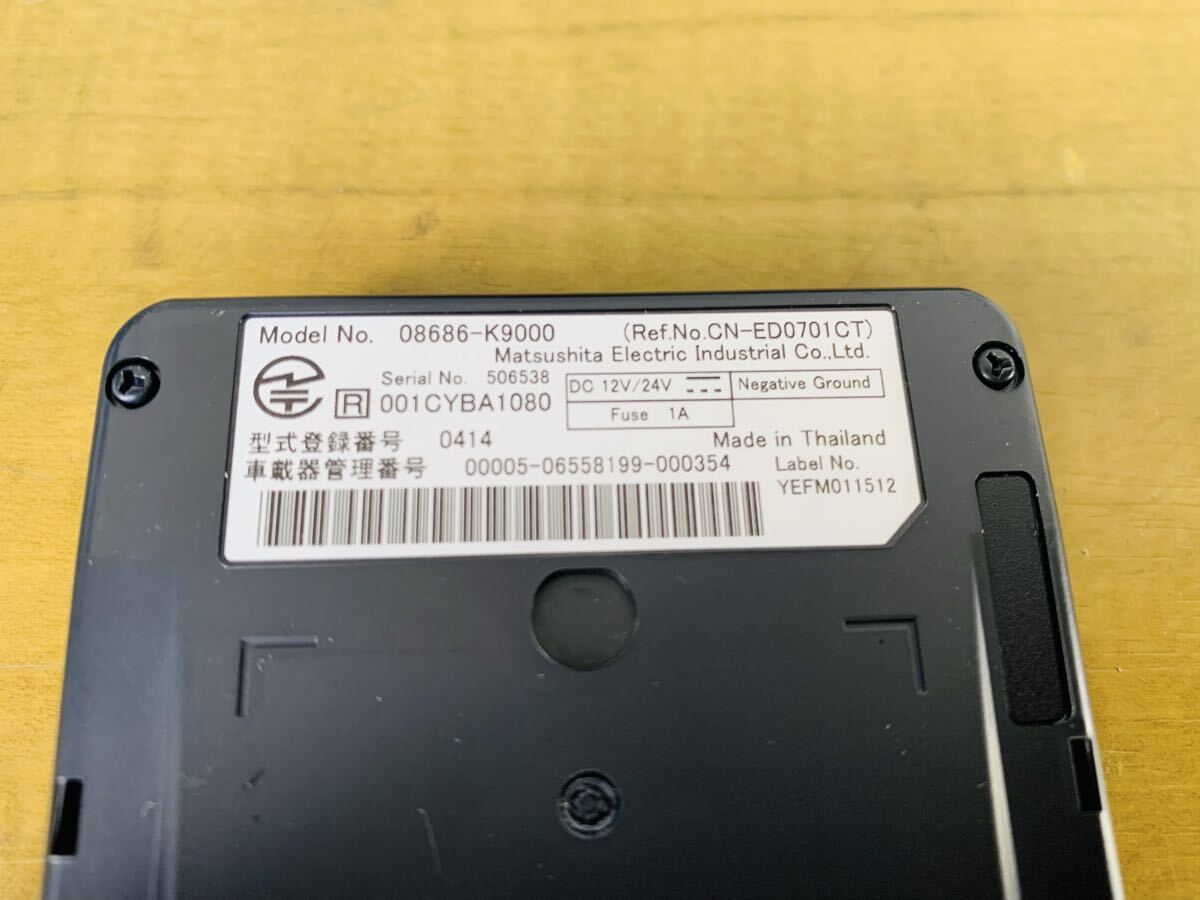 Model No. 08686-K9000 (Ref.No.CN-ED0701CT)
Matsushita Electric Industrial Co.,Ltd.
Serial No. 506538
R 001CYBA1080
DC 12V/24V
Negative Ground
Fuse 1A
型式登録番号 0414
Made in Thailand
車載器管理番号 00005-06558199-000354
Label No.
YEFM011512